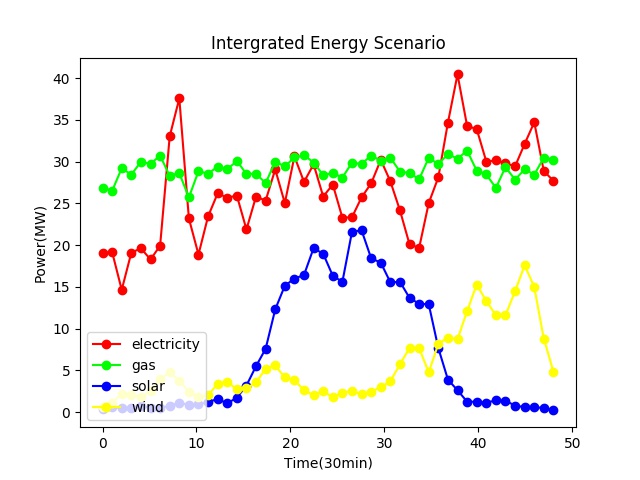 Intergrated Energy Scenario
Power(MW)
40
35
30
25
20
15
10
5
0
electricity
gas
solar
wind
0 10 20 30 40 50
Time(30min)